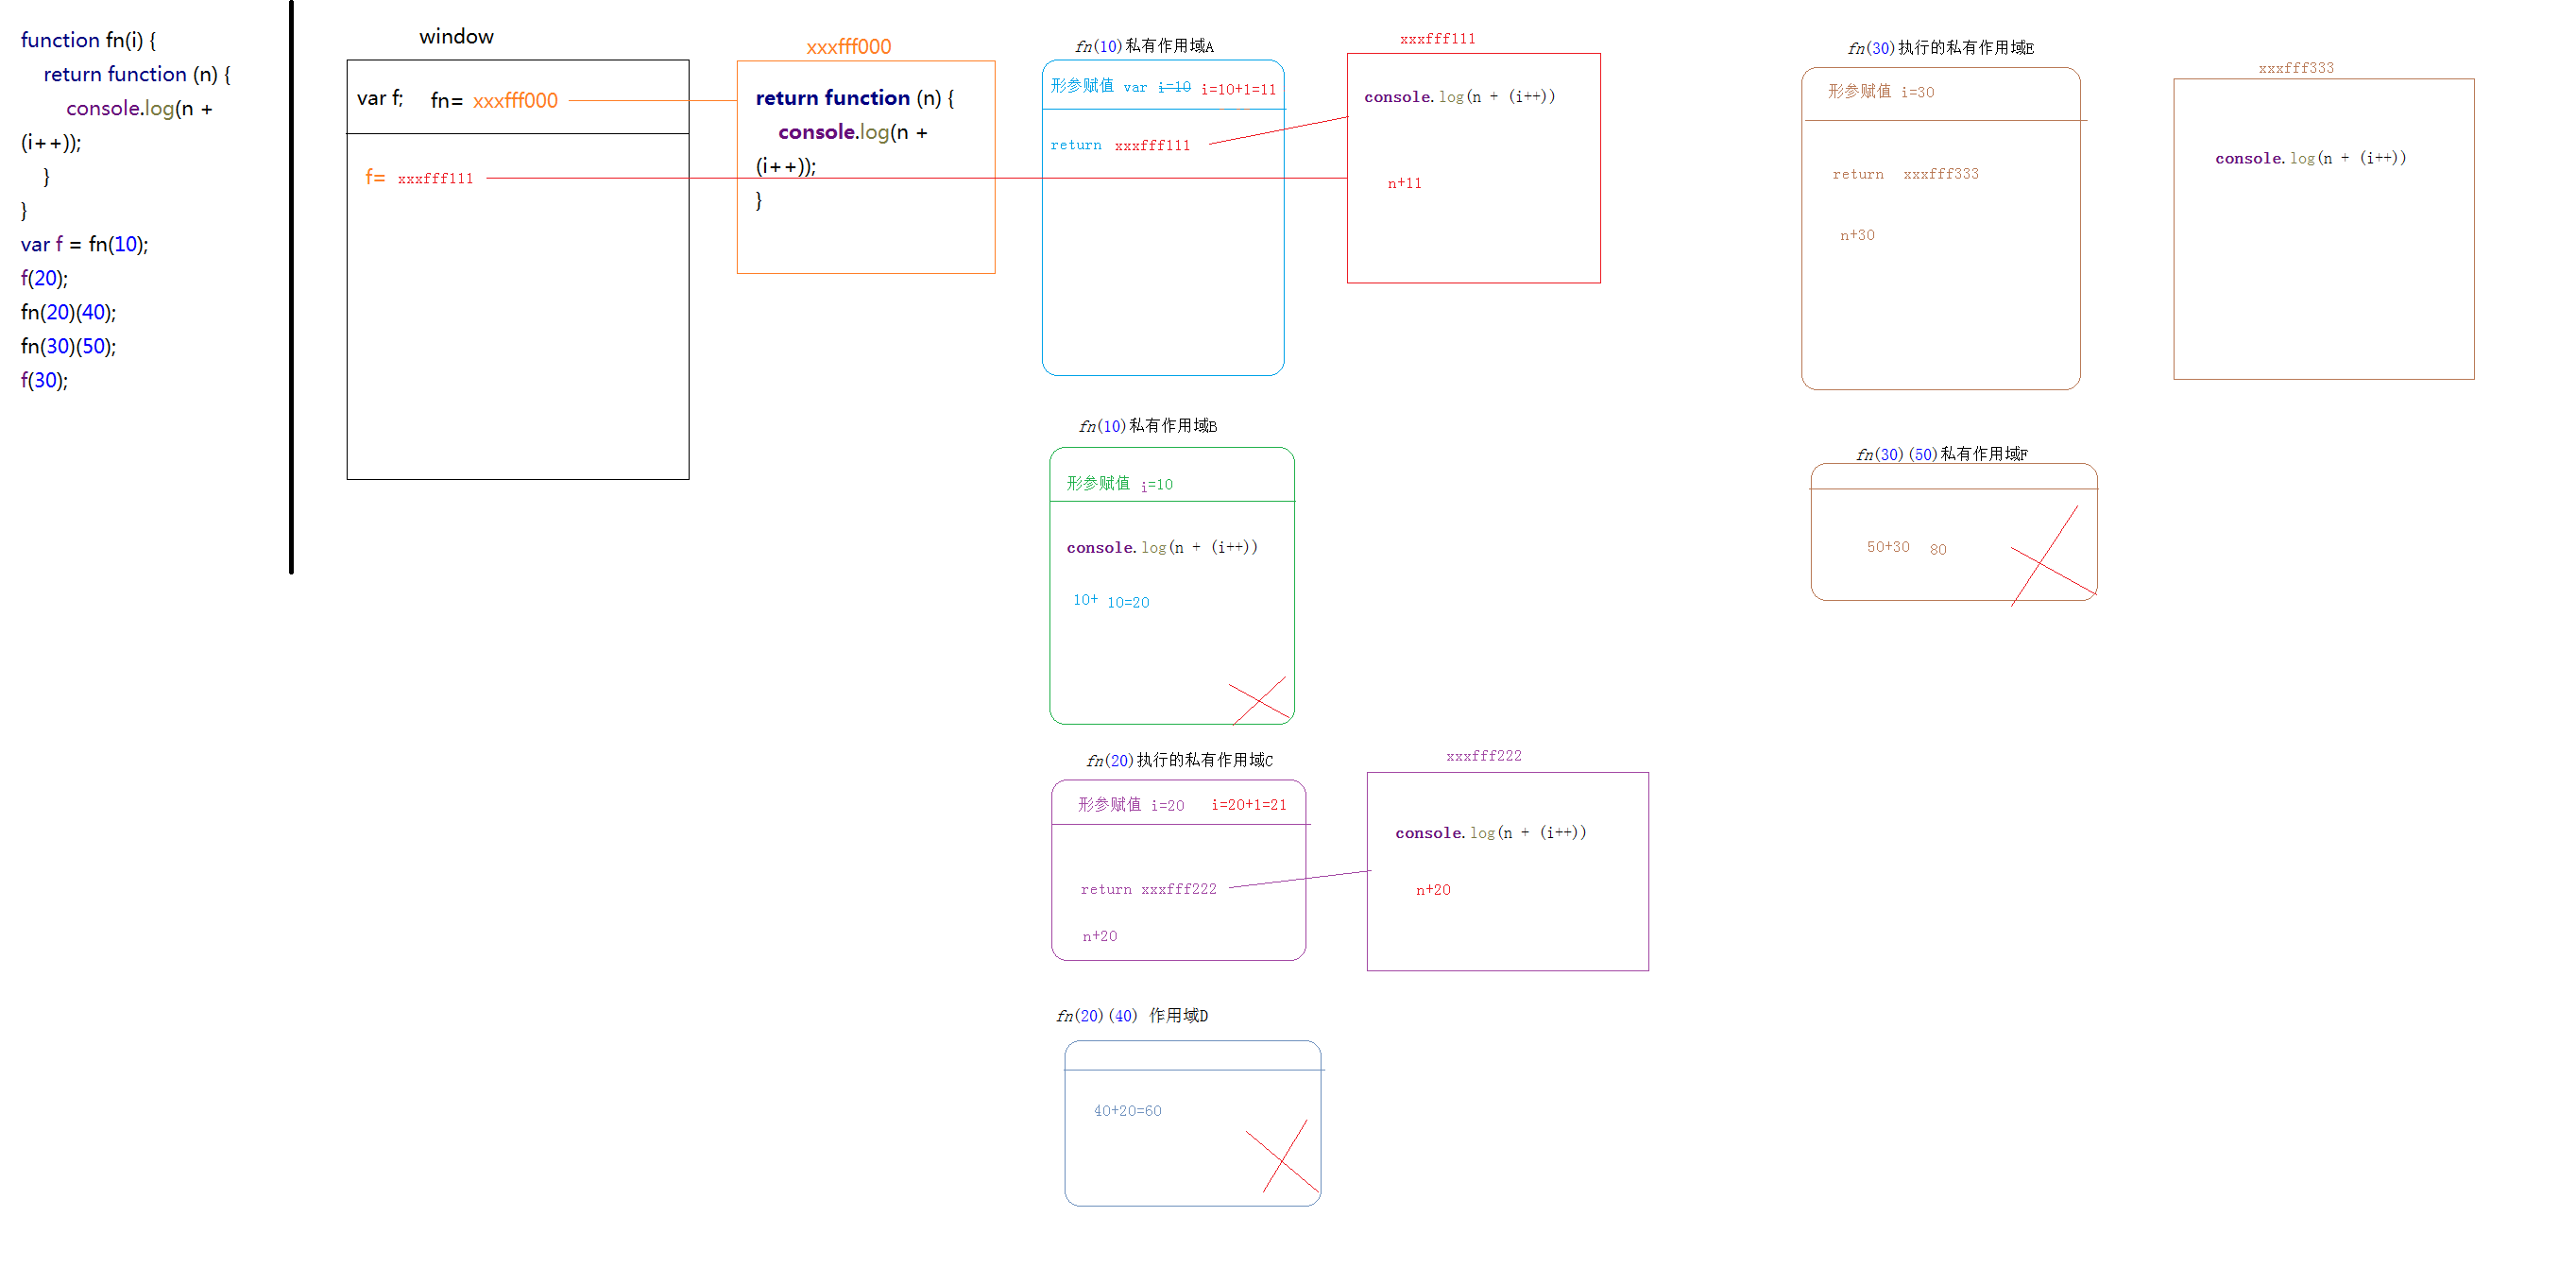 function fn(i) {
return function (n) {
console.log(n +
(i++));
}
}
var f = fn(10);
f(20);
fn(20)(40);
fn(30)(50);
f(30);
window
var f; fn= xxxfff000
f= xxxfff111
xxxfff000
return function (n) {
console.log(n +
(i++));
}
fn(10)私有作用域A
形参赋值 var i=10 i=10+1=11
return xxxfff111
xxxfff111
console.log(n + (i++))
n+11
fn(10)私有作用域B
形参赋值 i=10
console.log(n + (i++))
10+ 10=20
fn(20)执行的私有作用域C
形参赋值 i=20 i=20+1=21
return xxxfff222
n+20
xxxfff222
console.log(n + (i++))
n+20
fn(20)(40) 作用域D
40+20=60
fn(30)执行的私有作用域E
形参赋值 i=30
return xxxfff333
n+30
xxxfff333
console.log(n + (i++))
fn(30)(50)私有作用域F
50+30 80